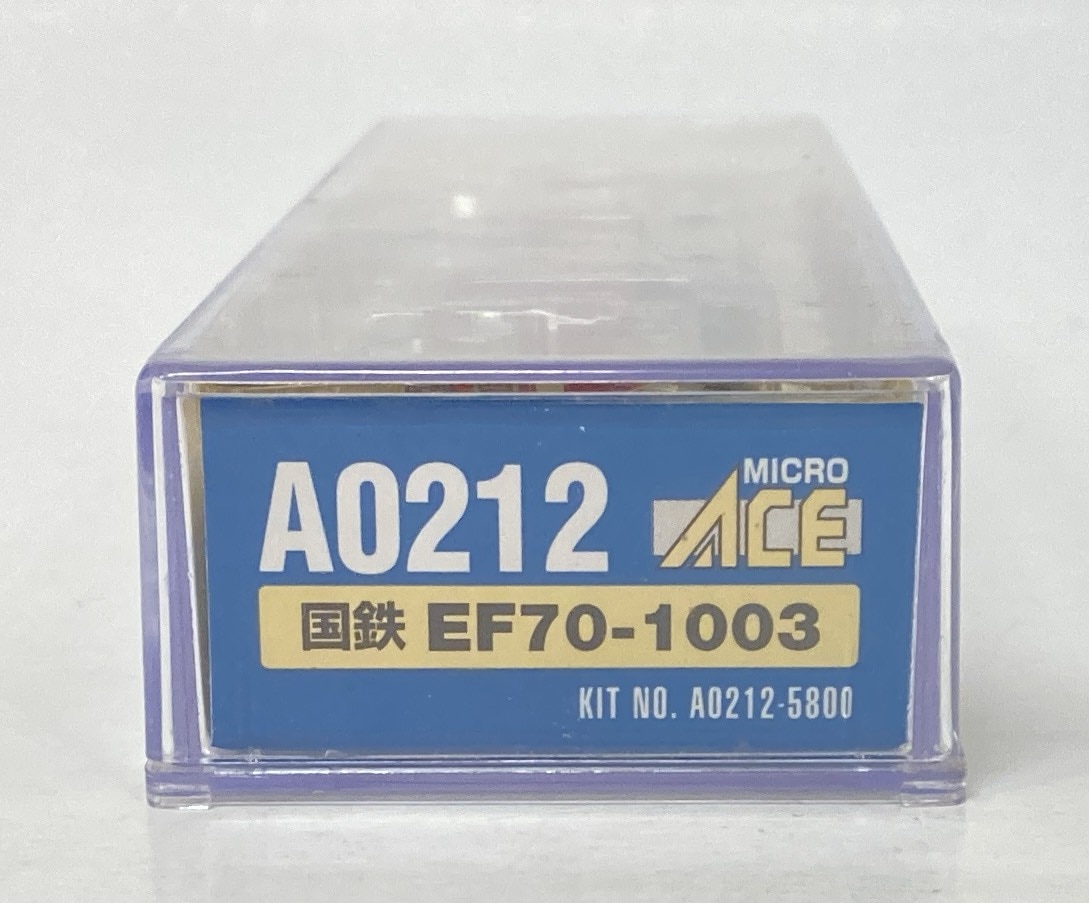 A0212
MICRO
ACE
国鉄 EF70-1003
KIT NO. A0212-5800